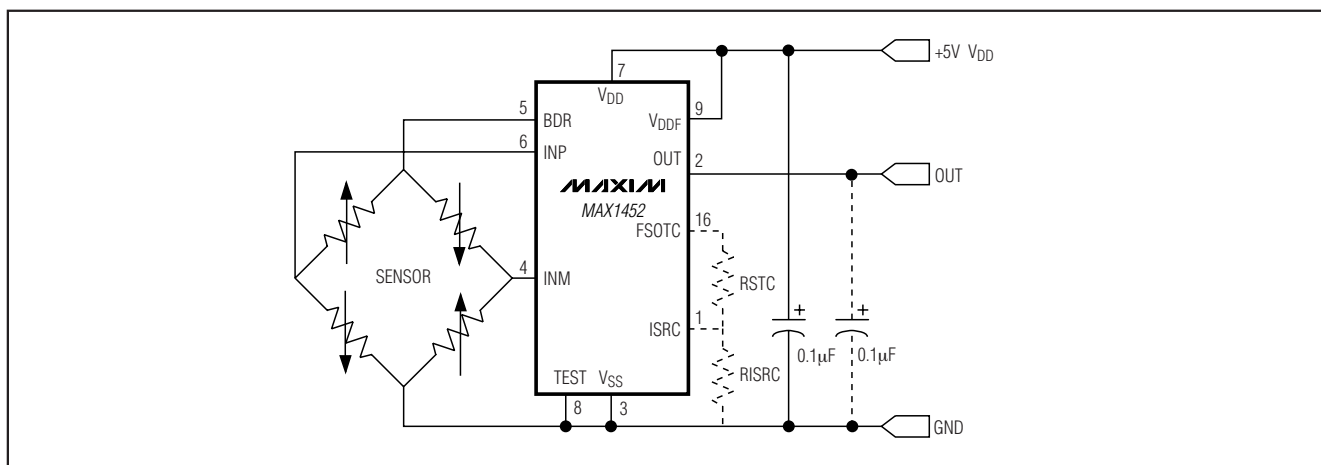 +5V VDD
7
VDD
5
BDR
9
VDDF
6
INP
OUT
2
OUT
MAXIM
MAX1452
16
FSOTC
RSTC
SENSOR
4
INM
1
ISRC
+
0.1µF
+
0.1µF
RISRC
TEST VSS
8
3
GND